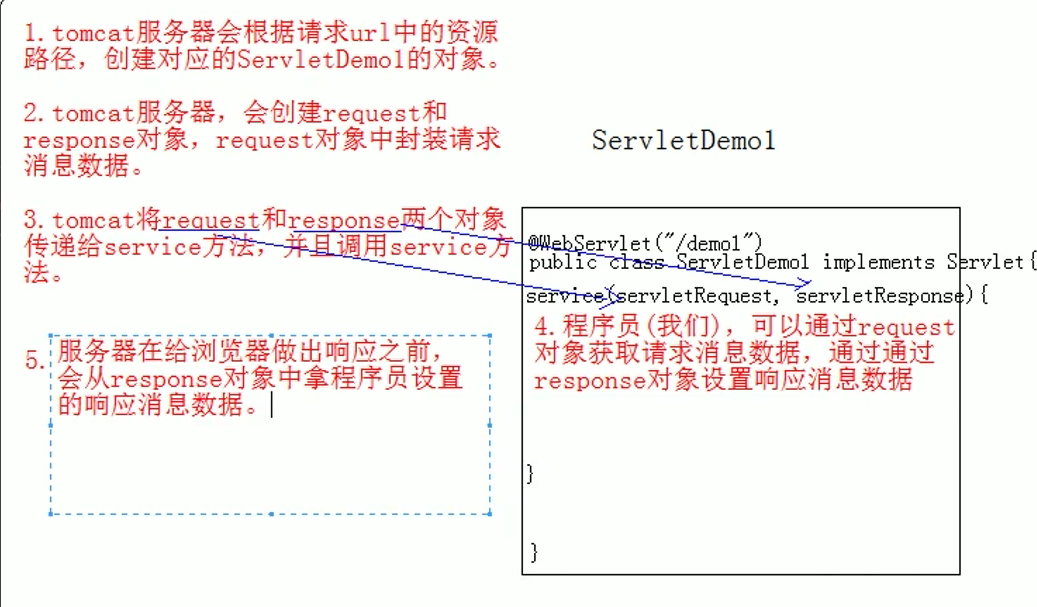 1.tomcat服务器会根据请求url中的资源
路径，创建对应的ServletDemo1的对象。
2.tomcat服务器，会创建request和
response对象，request对象中封装请求
消息数据。
3.tomcat将request和response两个对象
传递给service方法，并且调用service方
法。
5.服务器在给浏览器做出响应之前，
会从response对象中拿程序员设置
的响应消息数据。
ServletDemo1
@WebServlet("/demo1")
public class ServletDemo1 implements Servlet{
service(servletRequest, servletResponse){
4.程序员(我们)，可以通过request
对象获取请求消息数据，通过通过
response对象设置响应消息数据
}
}